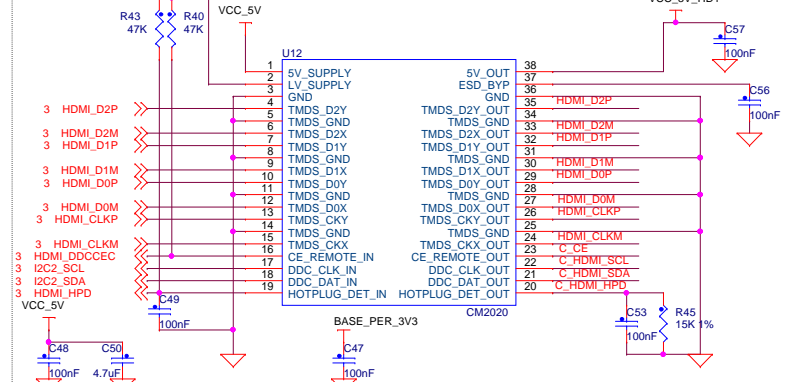 R43 R40
47K 47K
VCC_5V
C57
100nF
U12
1 5V_SUPPLY 5V_OUT 38
2 LV_SUPPLY ESD_BYP 37
3 GND GND 36
3 HDMI_D2P 4 TMDS_D2Y TMDS_D2Y_OUT 35 HDMI_D2P
5 TMDS_GND TMDS_GND 34
3 HDMI_D2M 6 TMDS_D2X TMDS_D2X_OUT 33 HDMI_D2M
3 HDMI_D1P 7 TMDS_D1Y TMDS_D1Y_OUT 32 HDMI_D1P
8 TMDS_GND TMDS_GND 31
3 HDMI_D1M 9 TMDS_D1X TMDS_D1X_OUT 30 HDMI_D1M
3 HDMI_D0P 10 TMDS_D0Y TMDS_D0Y_OUT 29 HDMI_D0P
11 TMDS_GND TMDS_GND 28
3 HDMI_D0M 12 TMDS_D0X TMDS_D0X_OUT 27 HDMI_D0M
3 HDMI_CLKP 13 TMDS_CKY TMDS_CKY_OUT 26 HDMI_CLKP
14 TMDS_GND TMDS_GND 25
3 HDMI_CLKM 15 TMDS_CKX TMDS_CKX_OUT 24 HDMI_CLKM
3 HDMI_DDCCEC 16 CE_REMOTE_IN CE_REMOTE_OUT 23 C_CE
3 I2C2_SCL 17 DDC_CLK_IN DDC_CLK_OUT 22 C_HDMI_SCL
3 I2C2_SDA 18 DDC_DAT_IN DDC_DAT_OUT 21 C_HDMI_SDA
3 HDMI_HPD 19 HOTPLUG_DET_IN HOTPLUG_DET_OUT 20 C_HDMI_HPD
C56
100nF
CM2020
VCC_5V
C49
100nF
BASE_PER_3V3
C53
100nF
R45
15K 1%
C48
100nF
C50
4.7uF
C47
100nF